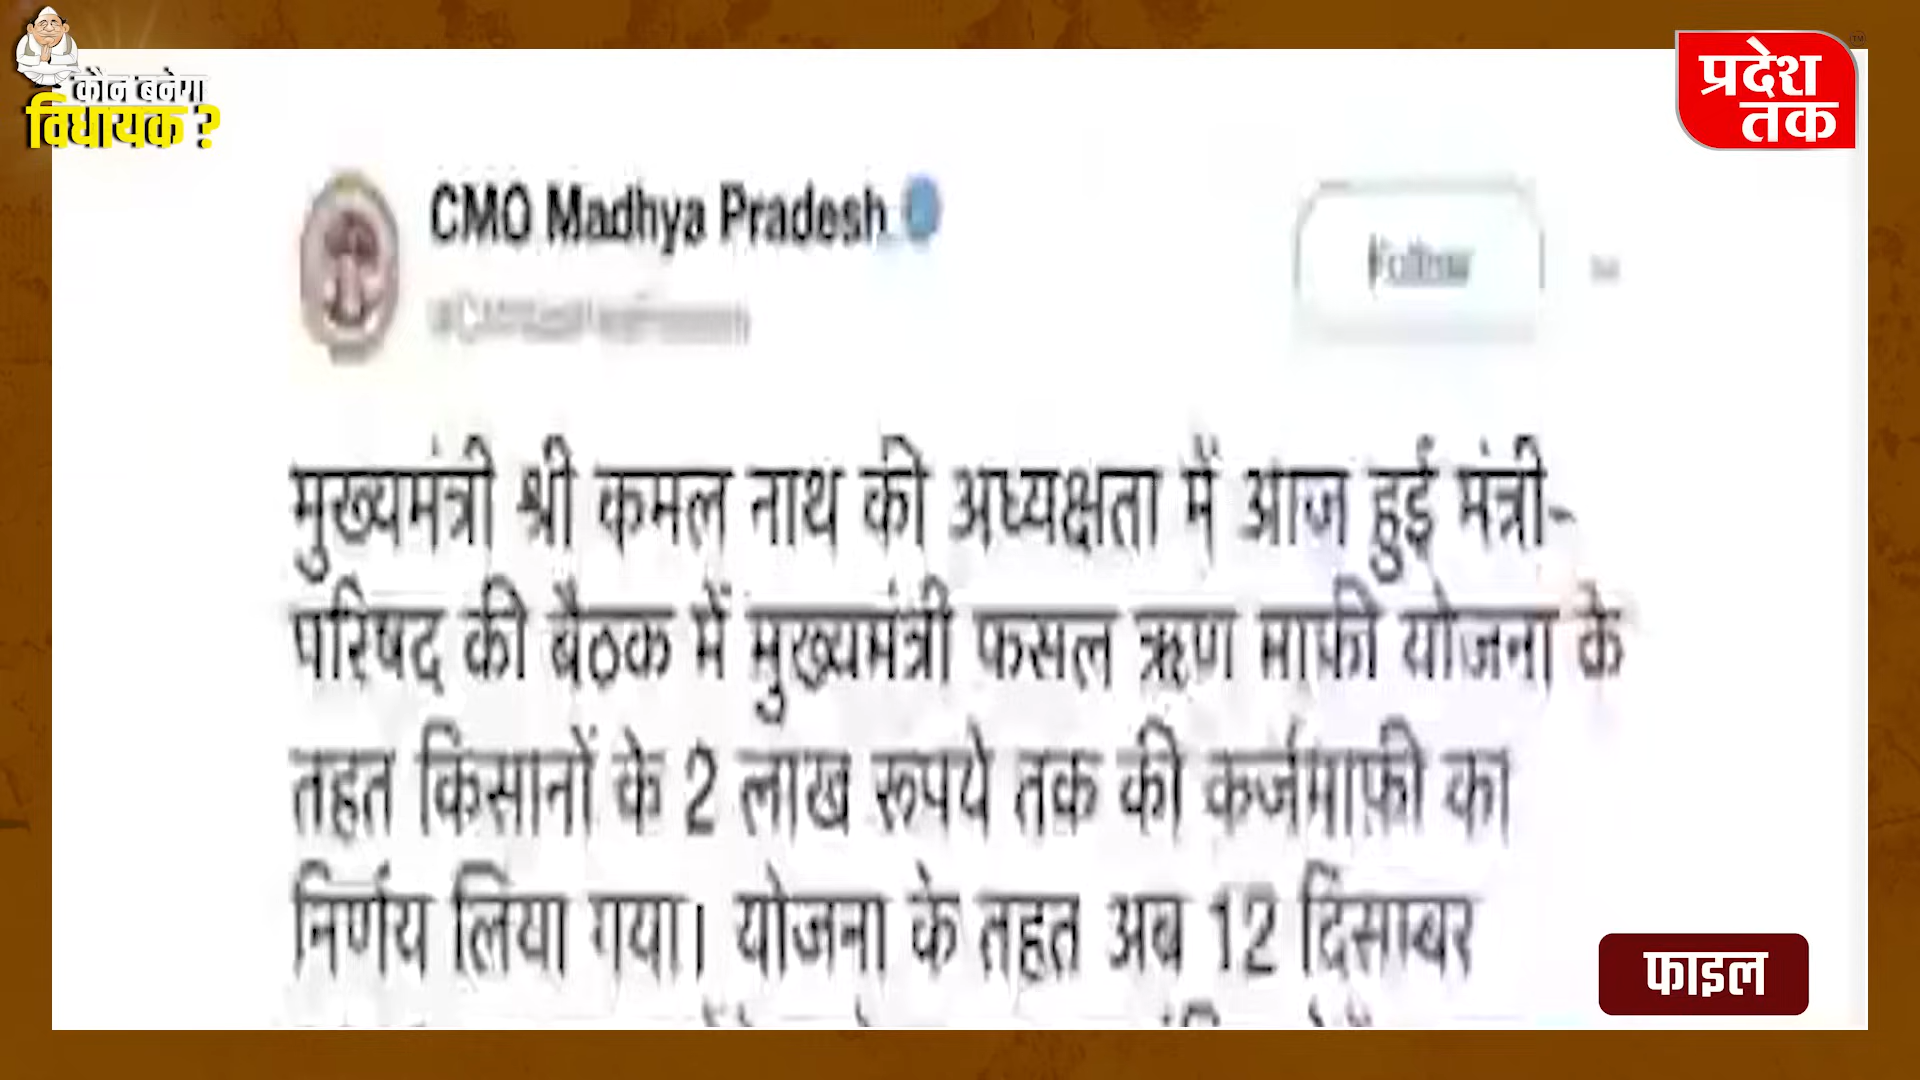 कौन बनेगा
विधायक ?
प्रदेश
तक
CMO Madhya Pradesh
Follow
मुख्यमंत्री श्री कमल नाथ की अध्यक्षता में आज हुई मंत्री-
परिषद की बैठक में मुख्यमंत्री फसल ऋण माफी योजना के
तहत किसानों के 2 लाख रूपये तक की कर्जमाफी का
निर्णय लिया गया। योजना के तहत अब 12 दिसम्बर
फाइल